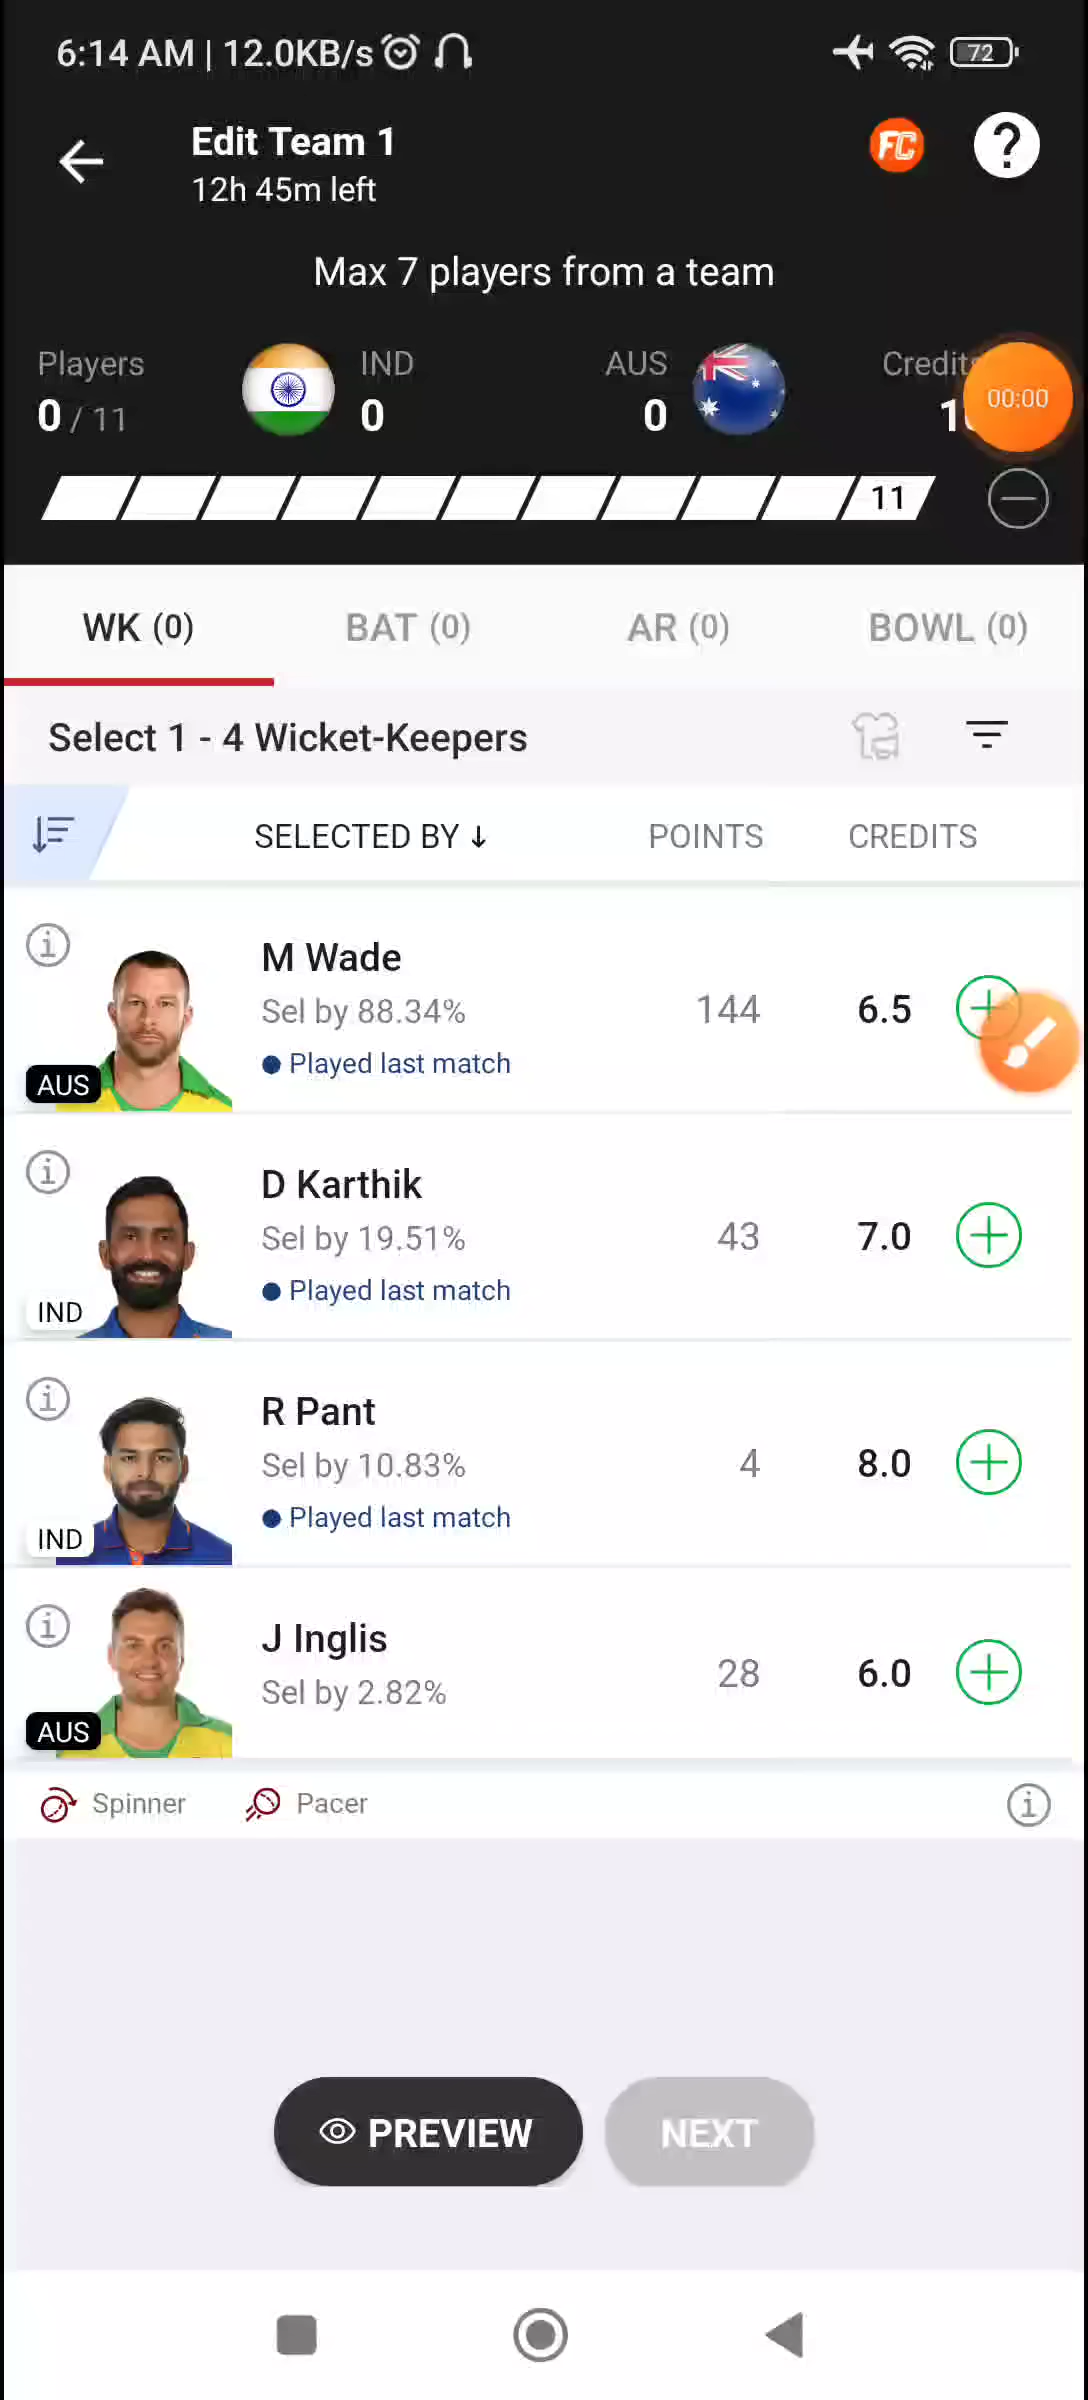 6:14 AM | 12.0KB/s
72
Edit Team 1
FC
?
12h 45m left
Max 7 players from a team
Players
IND
AUS
0 / 11
0
0
00:00
11
WK (0)
BAT (0)
AR (0)
BOWL (0)
Select 1 - 4 Wicket-Keepers
SELECTED BY ↓
POINTS
CREDITS
M Wade
Sel by 88.34%
144
6.5
Played last match
AUS
D Karthik
Sel by 19.51%
43
7.0
Played last match
IND
R Pant
Sel by 10.83%
4
8.0
Played last match
IND
J Inglis
Sel by 2.82%
28
6.0
AUS
Spinner
Pacer
PREVIEW
NEXT